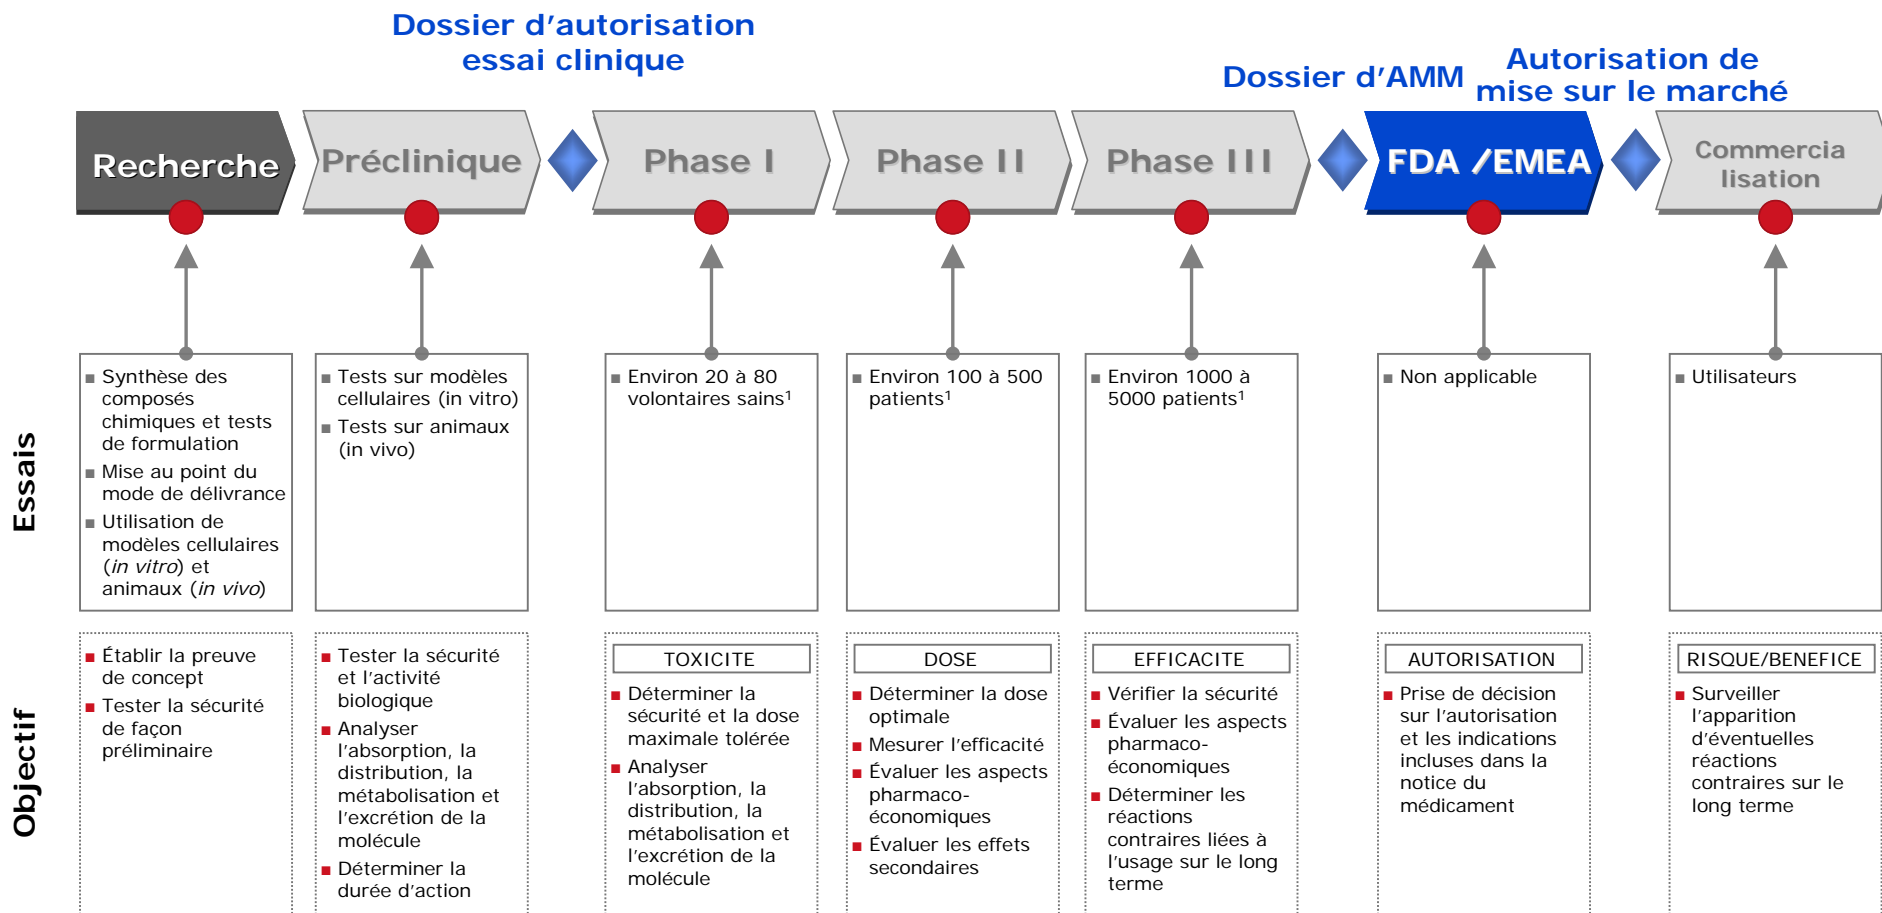 Dossier d'autorisation
essai clinique
Dossier d'AMM
Autorisation de
mise sur le marché
Recherche
Préclinique
Phase I
Phase II
Phase III
FDA /EMEA
Commercia
lisation
Essais
Synthèse des
composés
chimiques et tests
de formulation
Mise au point du
mode de délivrance
Utilisation de
modèles cellulaires
(in vitro) et
animaux (in vivo)
Tests sur modèles
cellulaires (in vitro)
Tests sur animaux
(in vivo)
Environ 20 à 80
volontaires sains¹
Environ 100 à 500
patients¹
Environ 1000 à
5000 patients¹
Non applicable
Utilisateurs
Objectif
Établir la preuve
de concept
Tester la sécurité
de façon
préliminaire
Tester la sécurité
et l'activité
biologique
Analyser
l'absorption, la
distribution, la
métabolisation et
l'excrétion de la
molécule
Déterminer la
durée d'action
TOXICITE
Déterminer la
sécurité et la dose
maximale tolérée
Analyser
l'absorption, la
distribution, la
métabolisation et
l'excrétion de la
molécule
DOSE
Déterminer la dose
optimale
Mesurer l'efficacité
Évaluer les aspects
pharmaco-
économiques
Évaluer les effets
secondaires
EFFICACITE
Vérifier la sécurité
Évaluer les aspects
pharmaco-
économiques
Déterminer les
réactions
contraires liées à
l'usage sur le long
terme
AUTORISATION
Prise de décision
sur l'autorisation
et les indications
incluses dans la
notice du
médicament
RISQUE/BENEFICE
Surveiller
l'apparition
d'éventuelles
réactions
contraires sur le
long terme